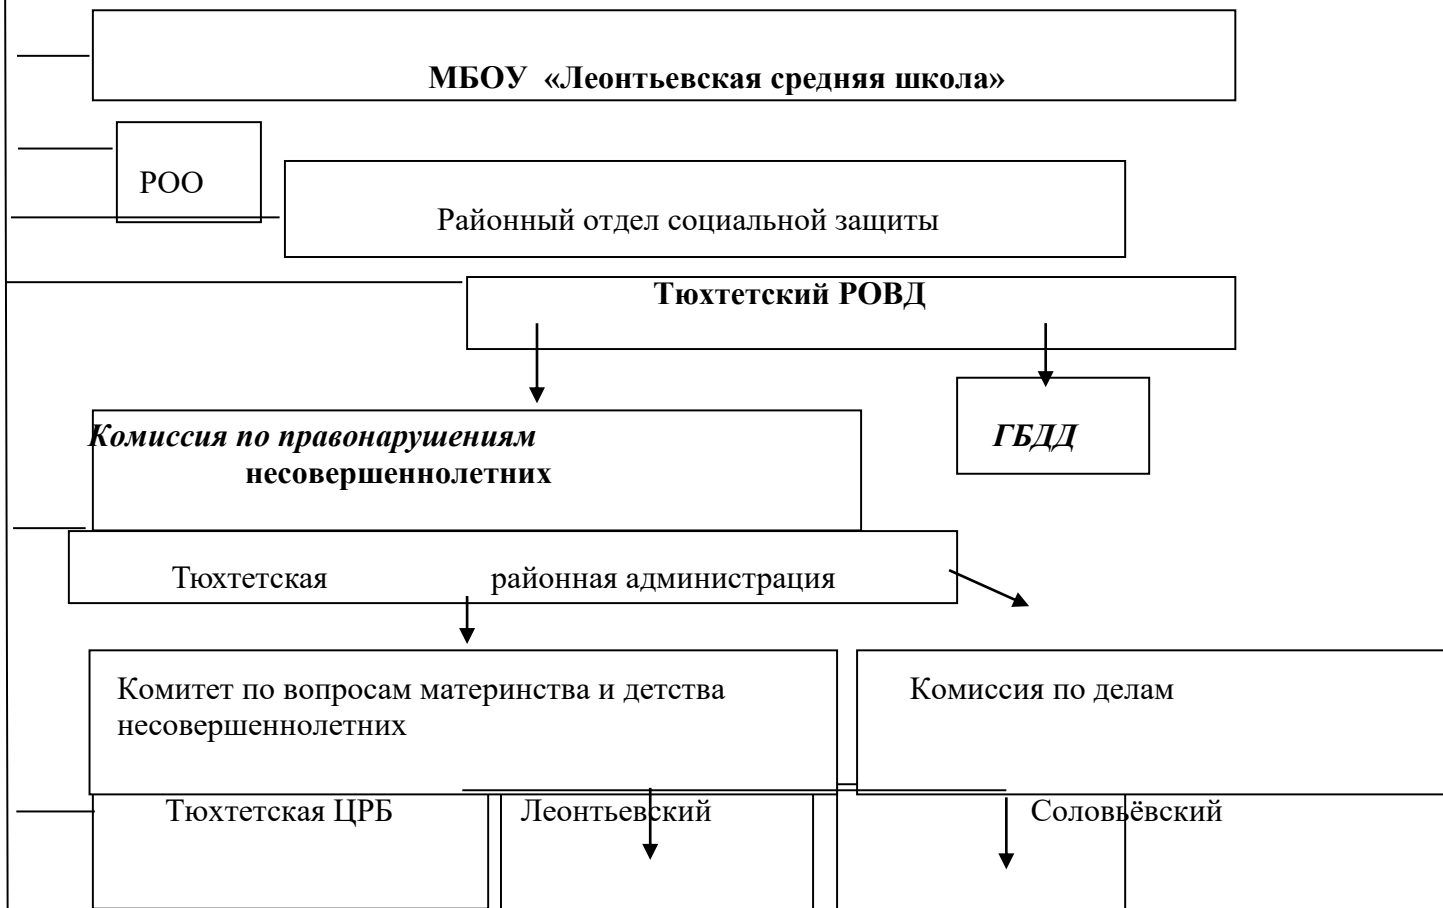 МБОУ «Леонтьевская средняя школа»
РОО
Районный отдел социальной защиты
Тюхтетский РОВД
Комиссия по правонарушениям
несовершеннолетних
ГБДД
Тюхтетская районная администрация
Комитет по вопросам материнства и детства
несовершеннолетних
Комиссия по делам
Тюхтетская ЦРБ
Леонтьевский
Соловьёвский